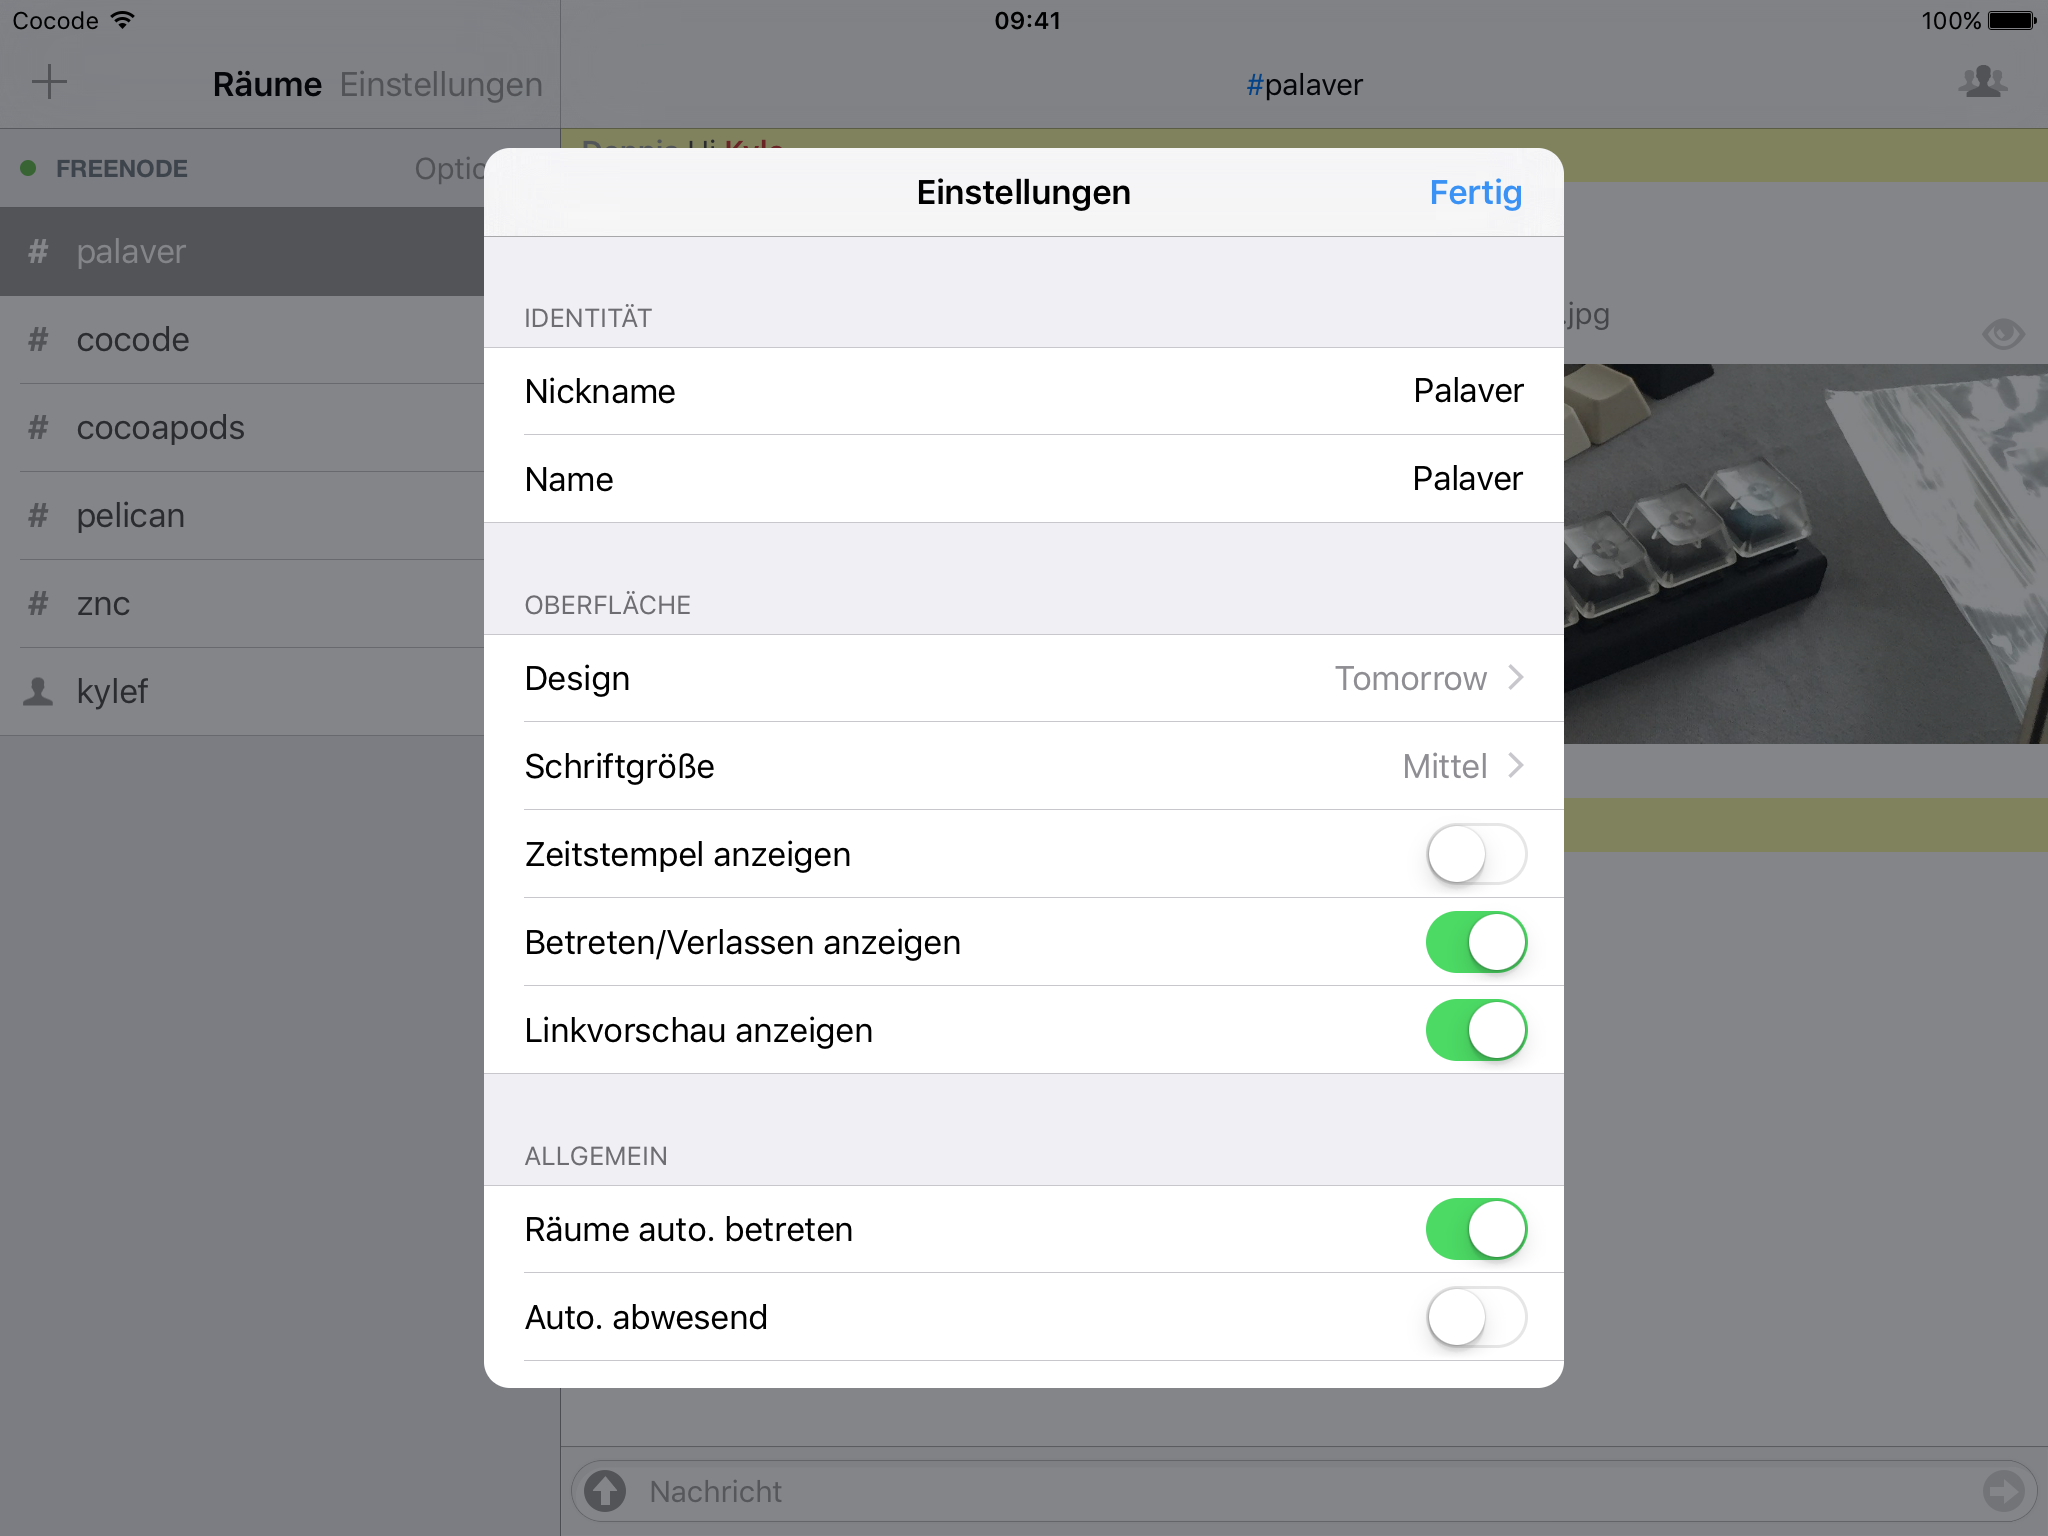 Cocode 09:41 100%
Räume Einstellungen
#palaver
FREENODE
# palaver
# cocode
# cocoapods
# pelican
# znc
kylef
Hi Kyle
.jpg
Einstellungen Fertig
IDENTITÄT
Nickname Palaver
Name Palaver
OBERFLÄCHE
Design Tomorrow
Schriftgröße Mittel
Zeitstempel anzeigen
Betreten/Verlassen anzeigen
Linkvorschau anzeigen
ALLGEMEIN
Räume auto. betreten
Auto. abwesend
Nachricht